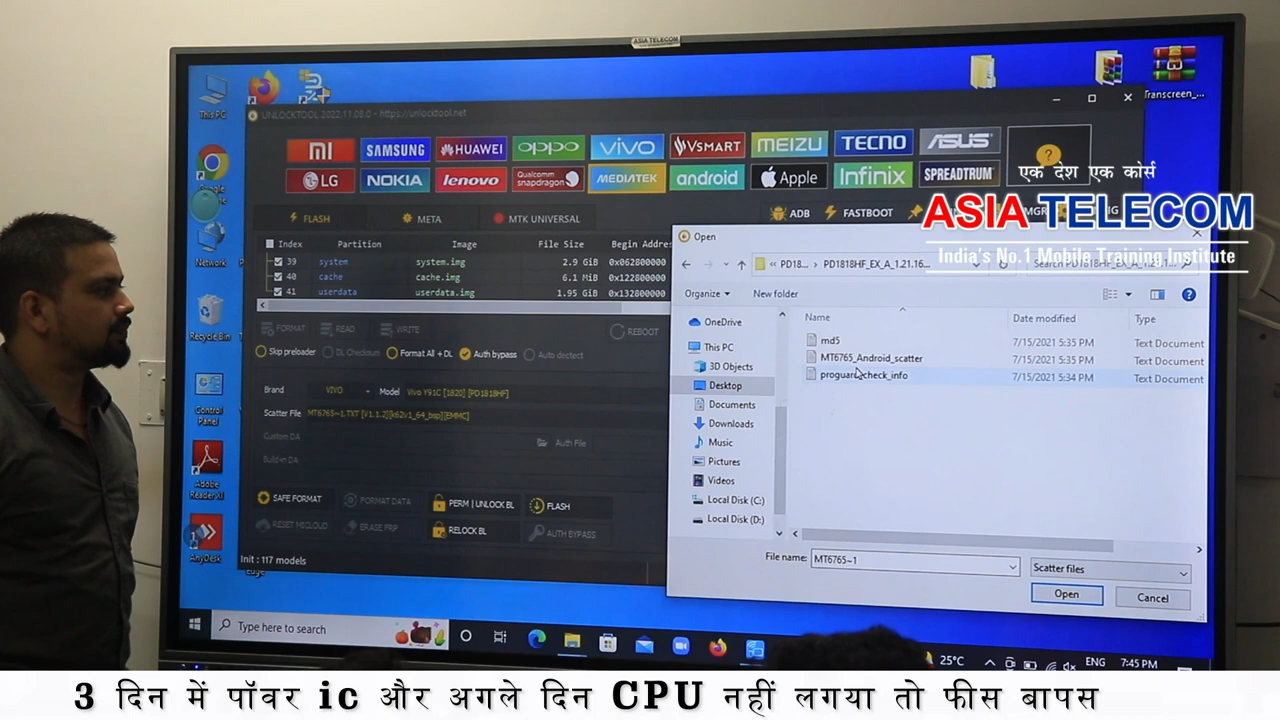 ASIA TELECOM
This PC
Transcreen_...
UNLOCKTOOL 2022.11.06.0 - https://unlocktool.net
MI SAMSUNG HUAWEI oppo vivo VSMART MEIZU TECNO ASUS ?
LG NOKIA lenovo Qualcomm snapdragon MEDIATEK android Apple Infinix SPREADTRUM
एक देश एक कोर्स
ASIA TELECOM
India's No.1 Mobile Training Institute
Google
Network
Recycle Bin
Control Panel
Adobe Reader XI
AnyDesk
FLASH META MTK UNIVERSAL ADB FASTBOOT
Index Partition Image File Size Begin Address
39 system system.img 2.9 GiB 0x062800000
40 cache cache.img 6.1 MiB 0x122800000
41 userdata userdata.img 1.95 GiB 0x132800000
FORMAT READ WRITE REBOOT
Skip preloader DL Checksum Format All + DL Auth bypass Auto dectect
Brand VIVO Model Vivo Y91C [1820] [PD1818HF]
Scatter File MT6765~1.TXT [V1.1.2][k62v1_64_bsp][EMMC]
Custom DA Auth File
Build-in DA
SAFE FORMAT FORMAT DATA PERM | UNLOCK BL FLASH
RESET MICLOUD ERASE FRP RELOCK BL AUTH BYPASS
Init : 117 models
edge
Open
« PD18... › PD1818HF_EX_A_1.21.16... Search PD1818HF_EX_A_1.21.1...
Organize New folder
OneDrive
This PC
3D Objects
Desktop
Documents
Downloads
Music
Pictures
Videos
Local Disk (C:)
Local Disk (D:)
Name Date modified Type
md5 7/15/2021 5:35 PM Text Document
MT6765_Android_scatter 7/15/2021 5:35 PM Text Document
proguard_check_info 7/15/2021 5:34 PM Text Document
File name: MT6765~1 Scatter files
Open Cancel
Type here to search
25°C ENG 7:45 PM
3 दिन में पॉवर ic और अगले दिन CPU नहीं लगया तो फीस बापस